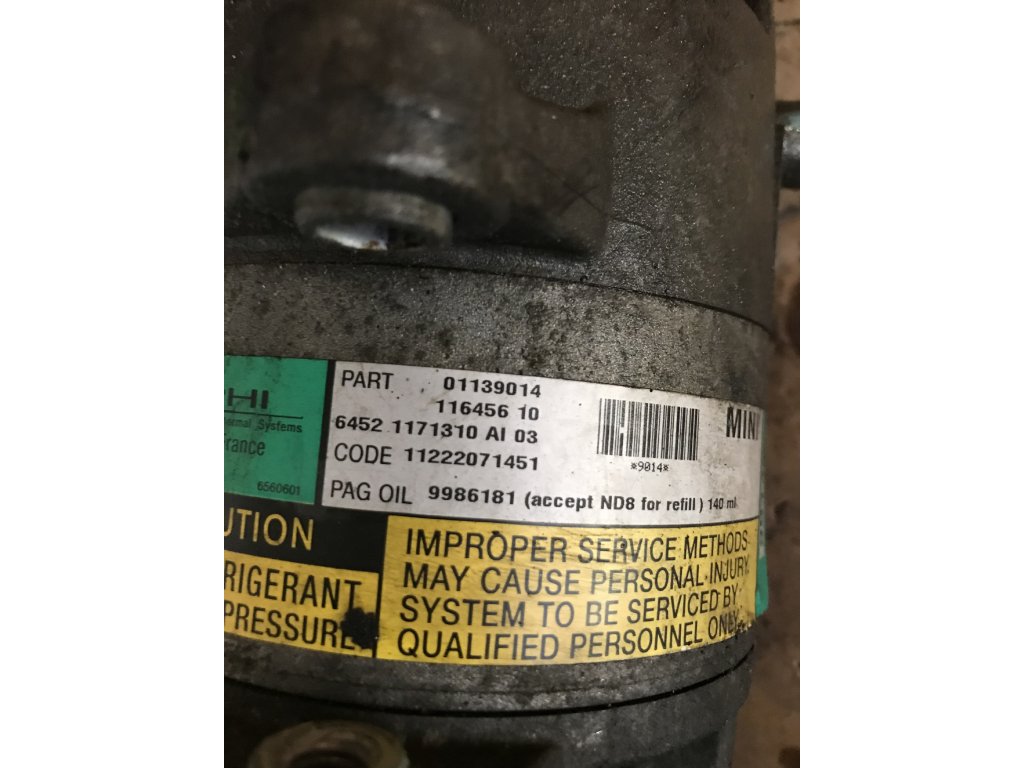 PHI
ermal Systems
France
6560601
PART 01139014
116456 10
6452 1171310 AI 03
CODE 11222071451
PAG OIL 9986181 (accept ND8 for refill ) 140 ml
*9014*
MINI
UTION
RIGERANT
PRESSURE
IMPROPER SERVICE METHODS
MAY CAUSE PERSONAL INJURY.
SYSTEM TO BE SERVICED BY
QUALIFIED PERSONNEL ONLY.